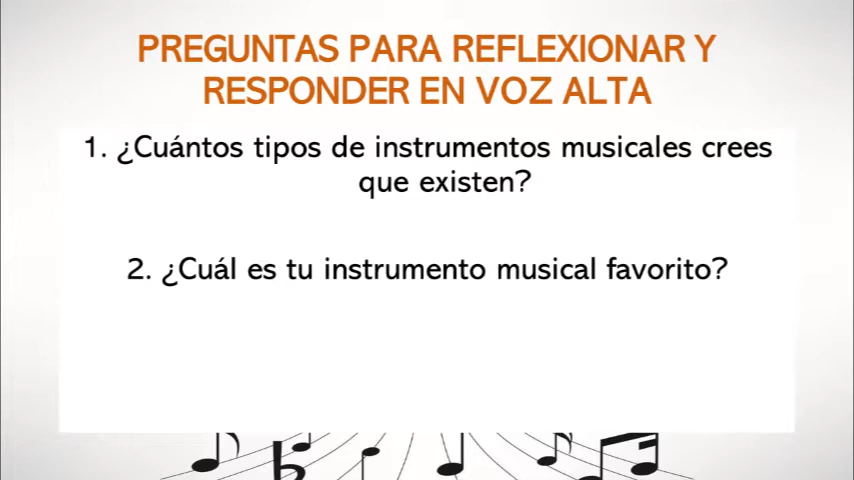 PREGUNTAS PARA REFLEXIONAR Y
RESPONDER EN VOZ ALTA
1. ¿Cuántos tipos de instrumentos musicales crees
que existen?
2. ¿Cuál es tu instrumento musical favorito?